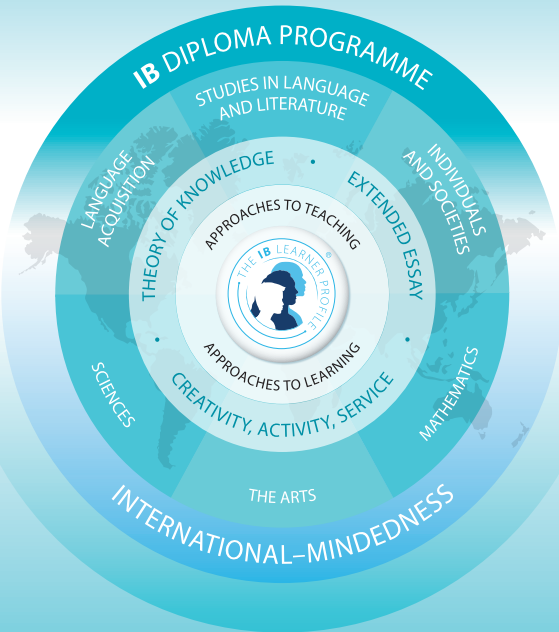 IB DIPLOMA PROGRAMME
STUDIES IN LANGUAGE
AND LITERATURE
LANGUAGE
ACQUISITION
INDIVIDUALS
AND SOCIETIES
THEORY OF KNOWLEDGE • EXTENDED ESSAY •
APPROACHES TO TEACHING
THE IB LEARNER PROFILE ®
APPROACHES TO LEARNING
• CREATIVITY, ACTIVITY, SERVICE
SCIENCES
MATHEMATICS
THE ARTS
INTERNATIONAL–MINDEDNESS